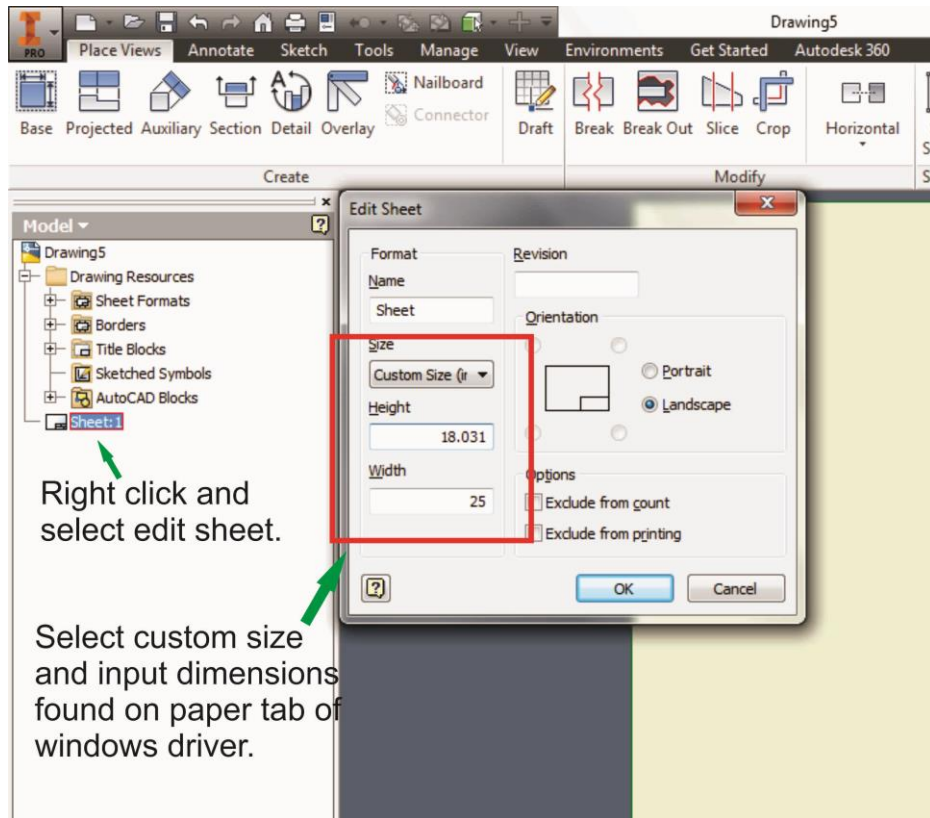 Drawing5
PRO Place Views Annotate Sketch Tools Manage View Environments Get Started Autodesk 360
Nailboard
Connector
Base Projected Auxiliary Section Detail Overlay Draft Break Break Out Slice Crop Horizontal
Create Modify
Model
Drawing5
Drawing Resources
Sheet Formats
Borders
Title Blocks
Sketched Symbols
AutoCAD Blocks
Sheet:1
Right click and
select edit sheet.
Select custom size
and input dimensions
found on paper tab of
windows driver.
Edit Sheet
Format
Name
Sheet
Size
Custom Size (ir
Height
18.031
Width
25
Revision
Orientation
Portrait
Landscape
Options
Exclude from count
Exclude from printing
OK Cancel